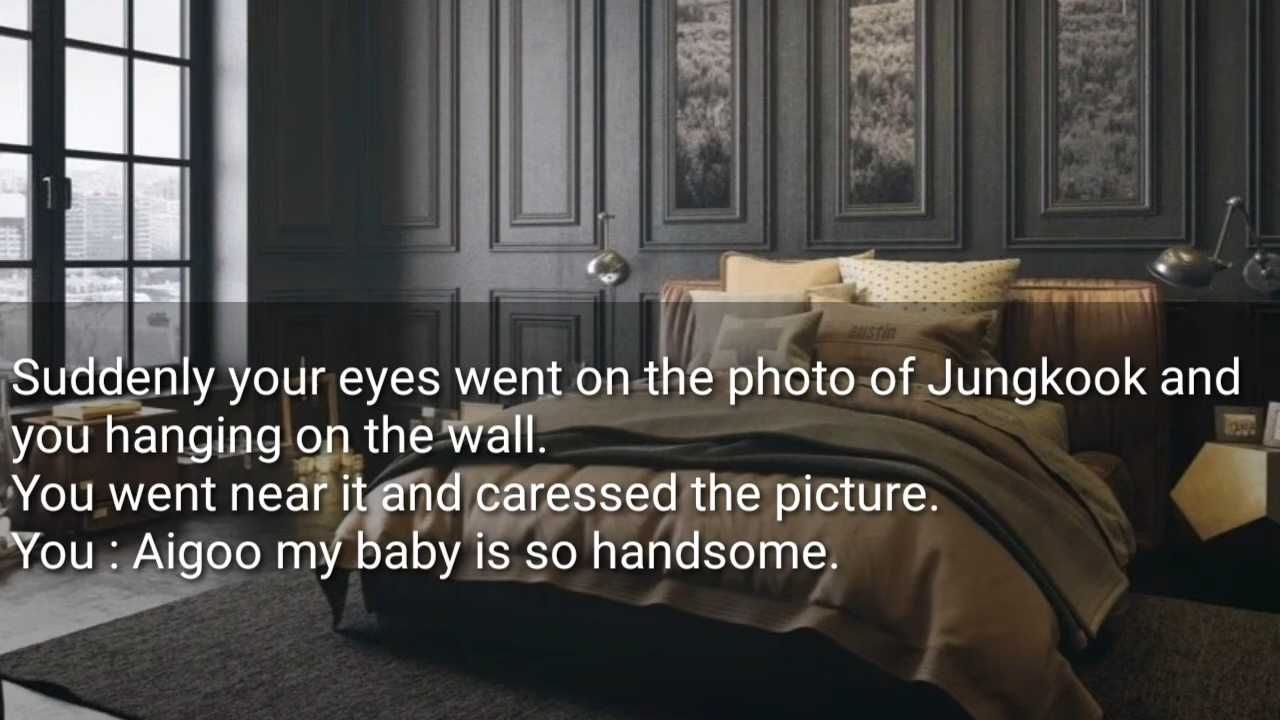 austin
Suddenly your eyes went on the photo of Jungkook and
you hanging on the wall.
You went near it and caressed the picture.
You : Aigoo my baby is so handsome.